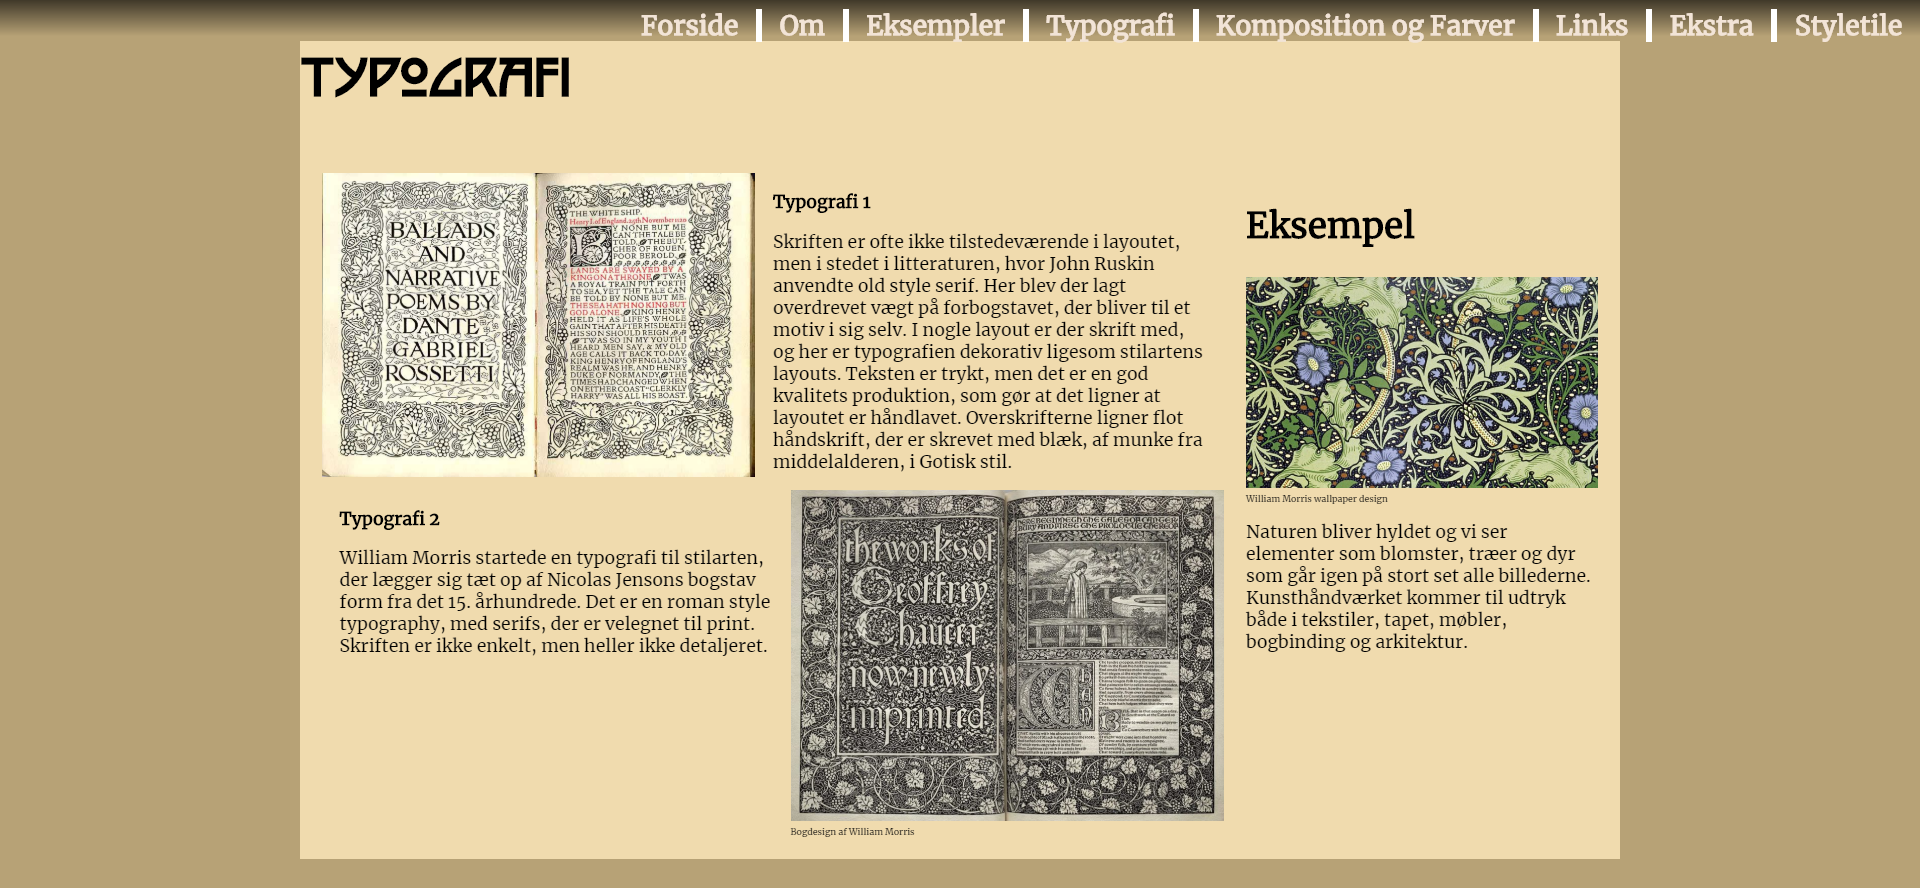 Forside
Om
Eksempler
Typografi
Komposition og Farver
Links
Ekstra
Styletile
TYPOGRAFI
BALLADS
AND
NARRATIVE
POEMS BY
DANTE
GABRIEL
ROSSETTI
THE WHITE SHIP.
Henry I. of England. 25th November 1120
BY NONE BUT ME
CAN THE TALE BE
TOLD, THE BUT-
CHER OF ROUEN,
POOR BEROLD.
LANDS ARE SWAYED BY A
KING ON A THRONE. 'TWAS
A ROYAL TRAIN PUT FORTH
TO SEA, YET THE TALE CAN
BE TOLD BY NONE BUT ME.
THE SEA HATH NO KING BUT
GOD ALONE. KING HENRY
HELD IT AS LIFE'S WHOLE
GAIN THAT AFTER HIS DEATH
HIS SON SHOULD REIGN.
'TWAS SO IN MY YOUTH I
HEARD MEN SAY, & MY OLD
AGE CALLS IT BACK TO-DAY.
KING HENRY OF ENGLAND'S
REALM WAS HE, AND HENRY
DUKE OF NORMANDY. THE
TIMES HAD CHANGED WHEN
ON EITHER COAST "CLERKLY
HARRY" WAS ALL HIS BOAST.
Typografi 1
Skriften er ofte ikke tilstedeværende i layoutet,
men i stedet i litteraturen, hvor John Ruskin
anvendte old style serif. Her blev der lagt
overdrevet vægt på forbogstavet, der bliver til et
motiv i sig selv. I nogle layout er der skrift med,
og her er typografien dekorativ ligesom stilartens
layouts. Teksten er trykt, men det er en god
kvalitets produktion, som gør at det ligner at
layoutet er håndlavet. Overskrifterne ligner flot
håndskrift, der er skrevet med blæk, af munke fra
middelalderen, i Gotisk stil.
Typografi 2
William Morris startede en typografi til stilarten,
der lægger sig tæt op af Nicolas Jensons bogstav
form fra det 15. århundrede. Det er en roman style
typography, med serifs, der er velegnet til print.
Skriften er ikke enkelt, men heller ikke detaljeret.
the works of
Geoffrey
Chaucer
now newly
imprinted
Bogdesign af William Morris
Eksempel
William Morris wallpaper design
Naturen bliver hyldet og vi ser
elementer som blomster, træer og dyr
som går igen på stort set alle billederne.
Kunsthåndværket kommer til udtryk
både i tekstiler, tapet, møbler,
bogbinding og arkitektur.